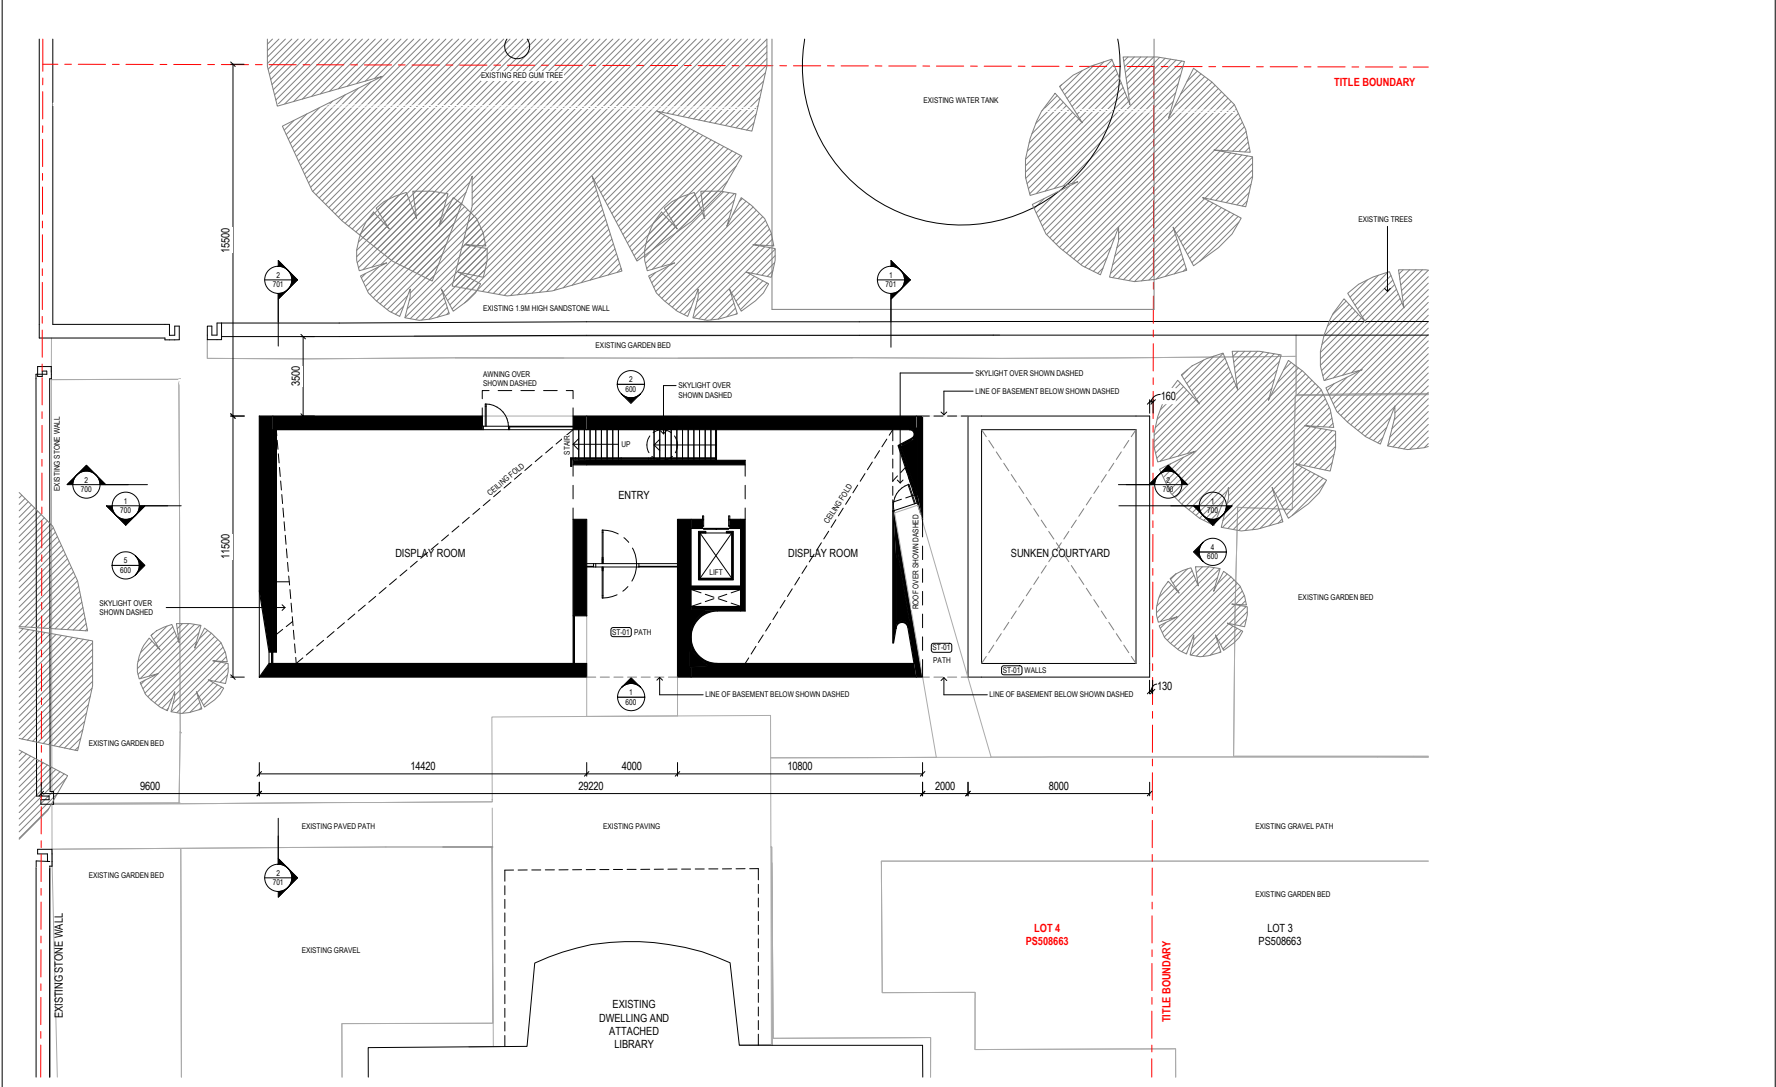 EXISTING RED GUM TREE
TITLE BOUNDARY
EXISTING WATER TANK
EXISTING TREES
15500
2
701
1
701
EXISTING 1.9M HIGH SANDSTONE WALL
EXISTING GARDEN BED
3500
AWNING OVER
SHOWN DASHED
2
600
SKYLIGHT OVER
SHOWN DASHED
SKYLIGHT OVER SHOWN DASHED
LINE OF BASEMENT BELOW SHOWN DASHED
160
EXISTING STONE WALL
STAIR
UP
CEILING FOLD
CEILING FOLD
2
700
1
700
ENTRY
2
700
1
700
11500
DISPLAY ROOM
DISPLAY ROOM
SUNKEN COURTYARD
4
600
5
600
LIFT
ROOF OVER SHOWN DASHED
SKYLIGHT OVER
SHOWN DASHED
EXISTING GARDEN BED
ST-01 PATH
ST-01
PATH
ST-01 WALLS
1
600
LINE OF BASEMENT BELOW SHOWN DASHED
LINE OF BASEMENT BELOW SHOWN DASHED
130
EXISTING GARDEN BED
14420
4000
10800
9600
29220
2000
8000
EXISTING PAVED PATH
EXISTING PAVING
EXISTING GRAVEL PATH
EXISTING GARDEN BED
2
701
EXISTING GARDEN BED
EXISTING STONE WALL
LOT 4
PS508663
LOT 3
PS508663
EXISTING GRAVEL
TITLE BOUNDARY
EXISTING
DWELLING AND
ATTACHED
LIBRARY